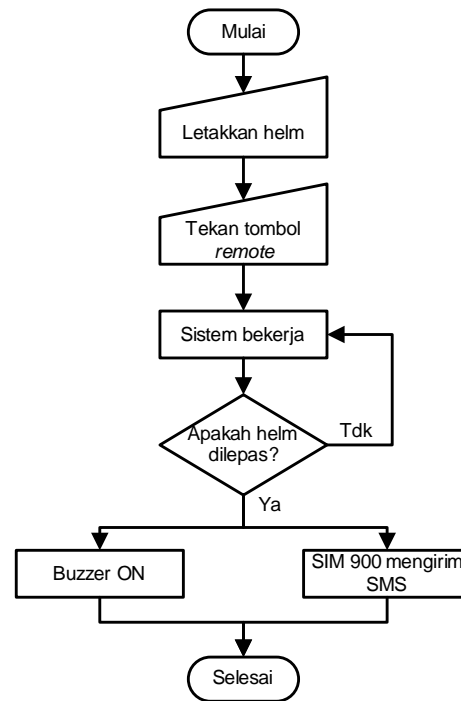 Mulai
Letakkan helm
Tekan tombol
remote
Sistem bekerja
Apakah helm
dilepas?
Tdk
Ya
Buzzer ON
SIM 900 mengirim
SMS
Selesai